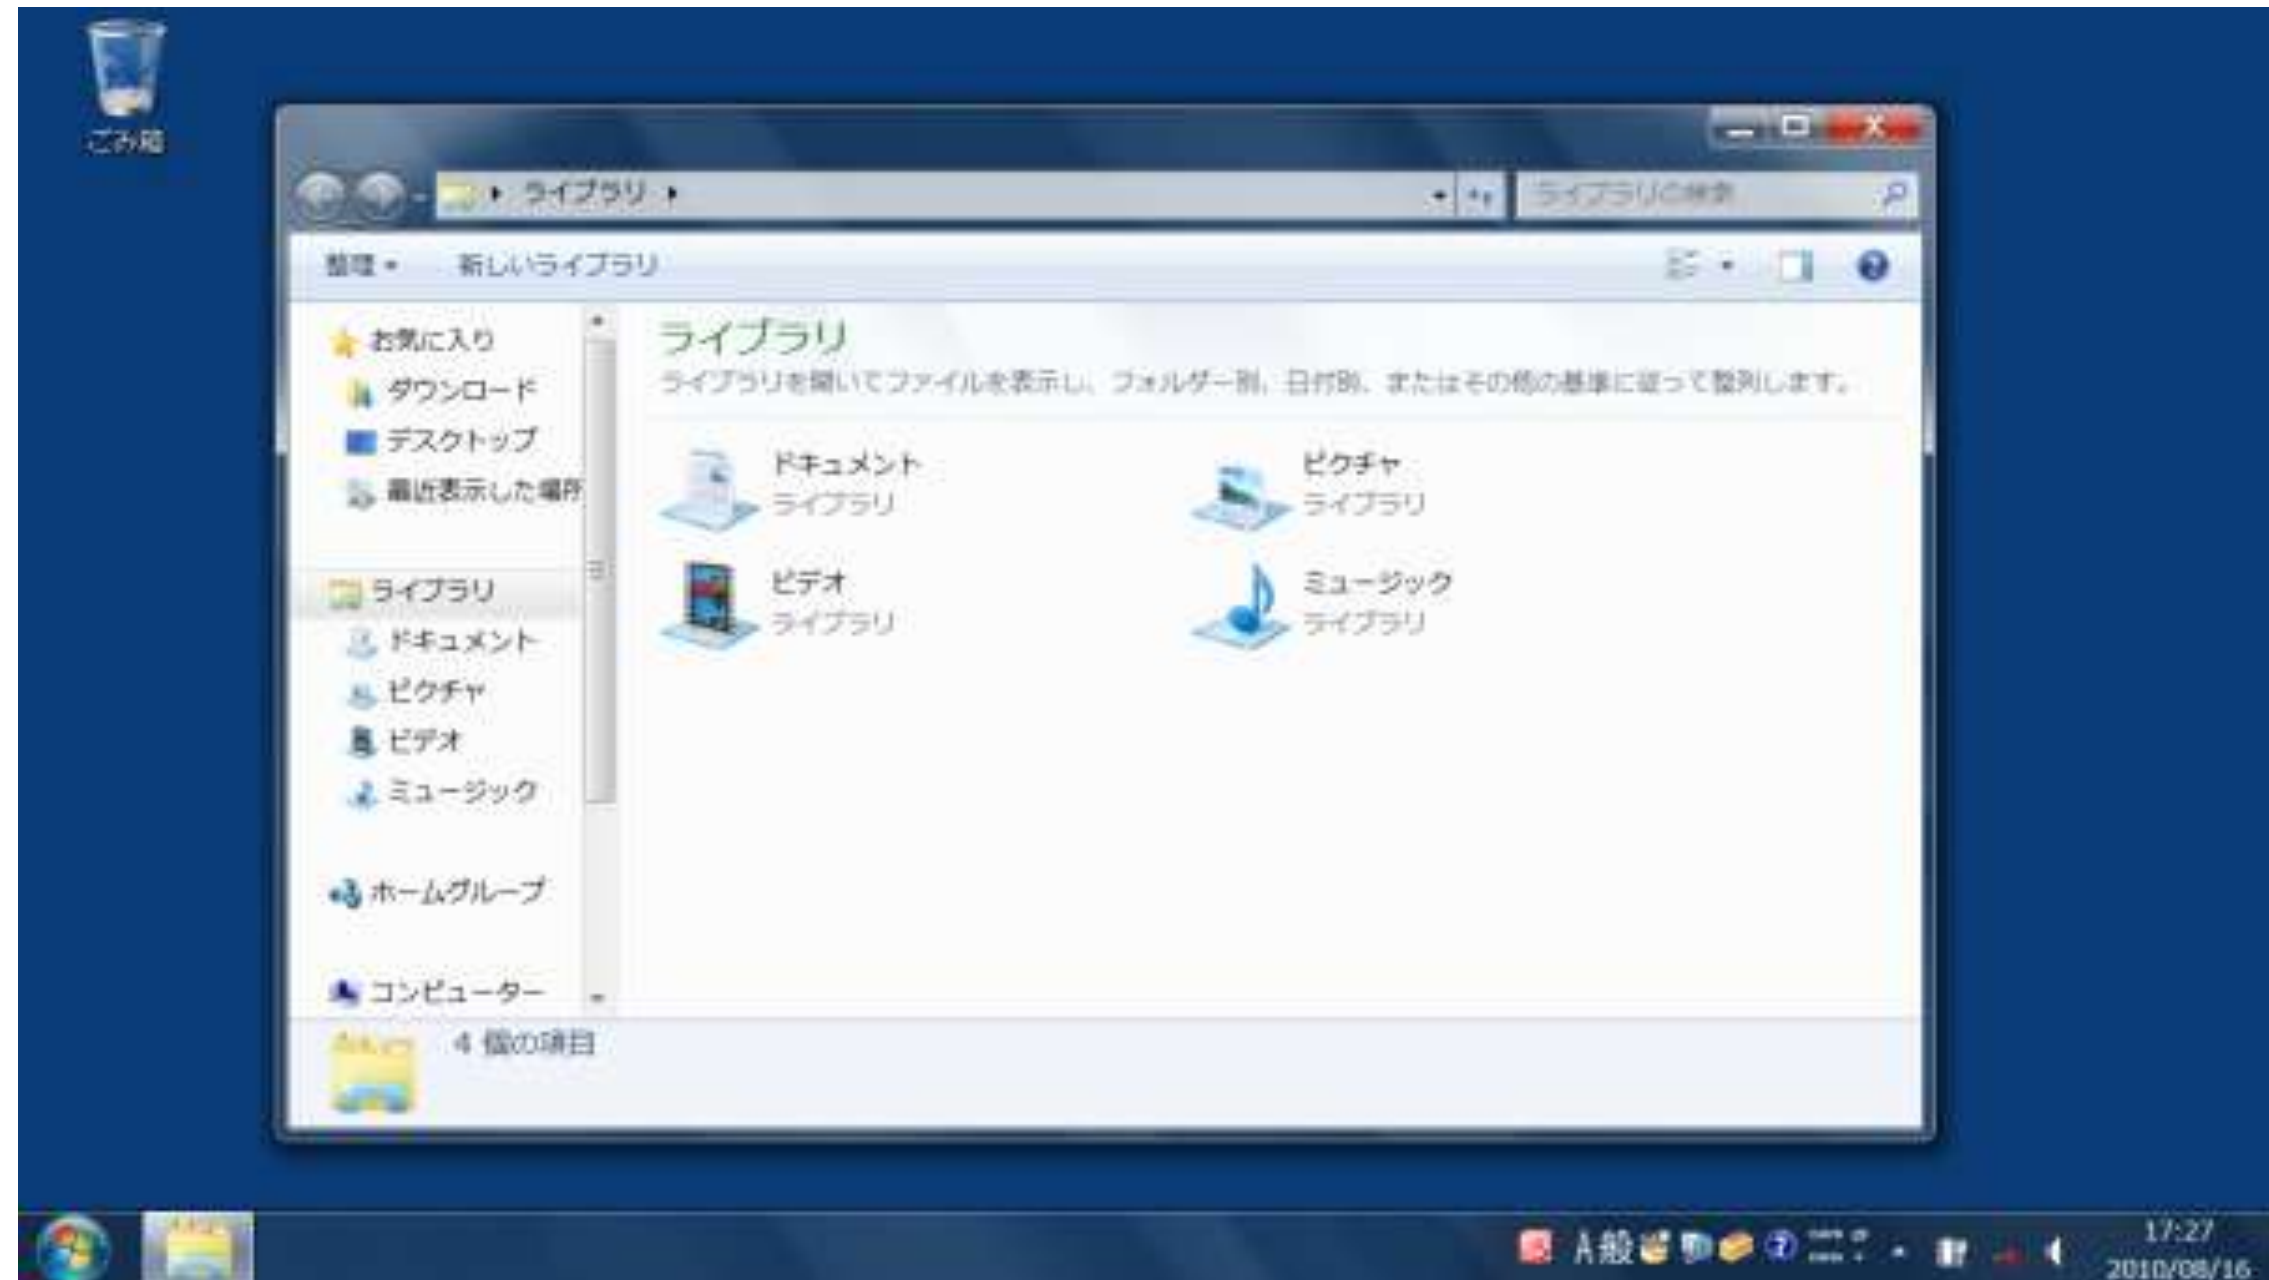 ごみ箱
ライブラリ
ライブラリの検索
整理
新しいライブラリ
お気に入り
ダウンロード
デスクトップ
最近表示した場所
ライブラリ
ドキュメント
ピクチャ
ビデオ
ミュージック
ホームグループ
コンピューター
ライブラリ
ライブラリを開いてファイルを表示し、フォルダー別、日付別、またはその他の基準に従って整列します。
ドキュメント
ライブラリ
ピクチャ
ライブラリ
ビデオ
ライブラリ
ミュージック
ライブラリ
4 個の項目
A 般
17:27
2010/08/16